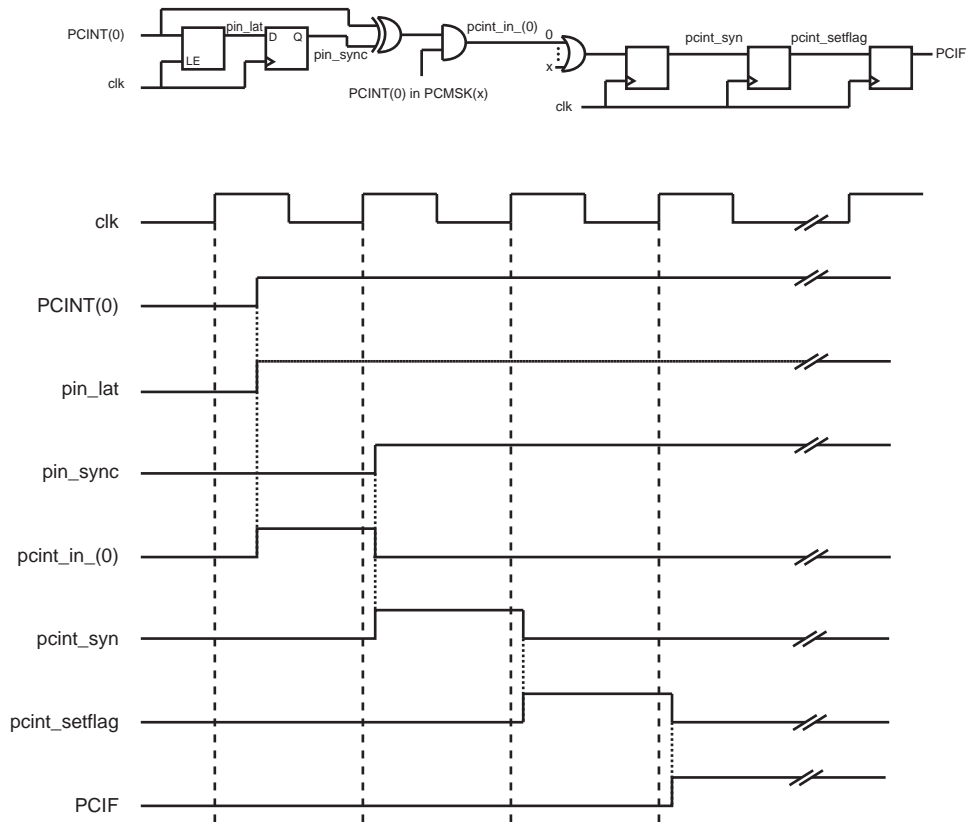 PCINT(0)
pin_lat
D Q
LE
clk
pin_sync
PCINT(0) in PCMSK(x)
pcint_in_(0)
0
x
clk
pcint_syn
pcint_setflag
PCIF
clk
PCINT(0)
pin_lat
pin_sync
pcint_in_(0)
pcint_syn
pcint_setflag
PCIF